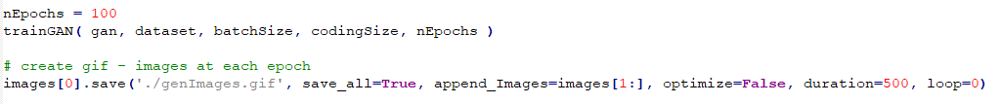 nEpochs = 100
trainGAN( gan, dataset, batchSize, codingSize, nEpochs )
# create gif - images at each epoch
images[0].save('./genImages.gif', save_all=True, append_Images=images[1:], optimize=False, duration=500, loop=0)